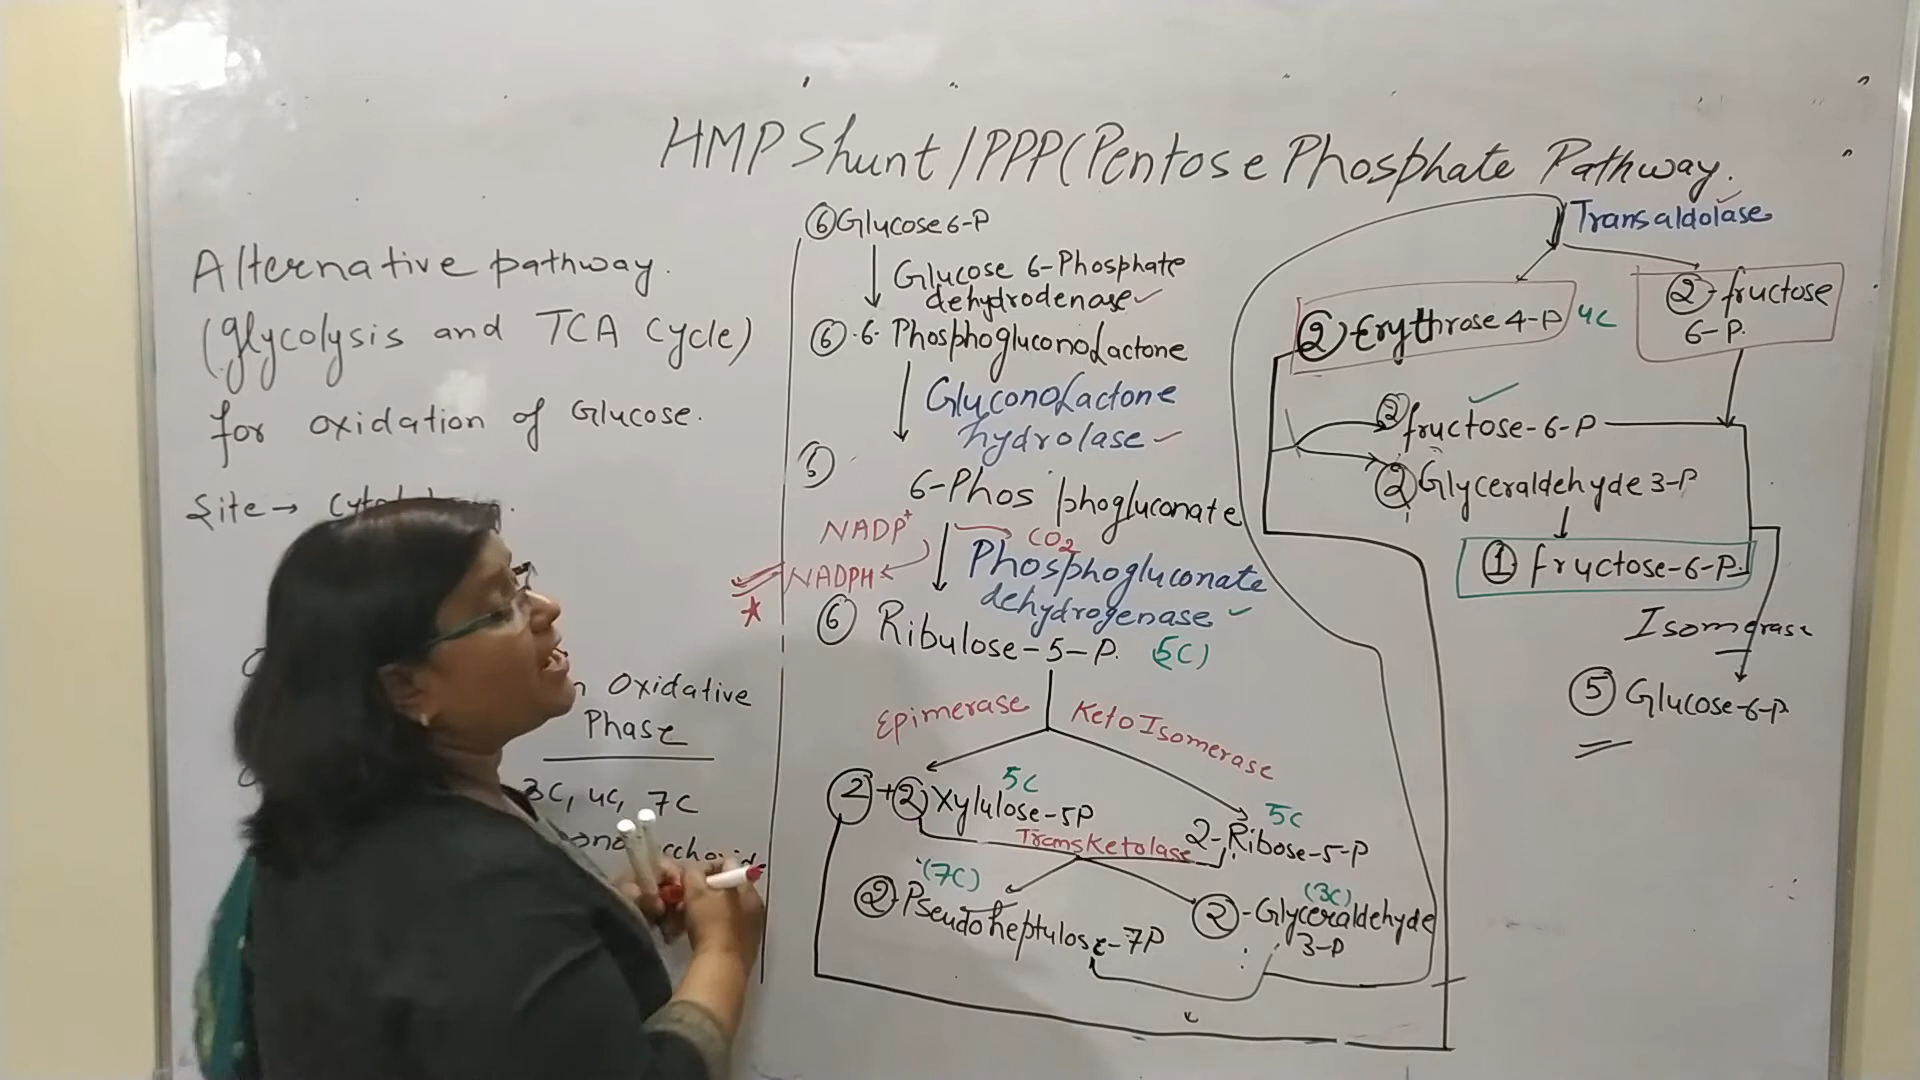 HMP Shunt/PPP(Pentose Phosphate Pathway.
Alternative pathway.
(glycolysis and TCA Cycle)
for oxidation of Glucose.
Site →
Oxidative
Phase
3C, 4C, 7C
⑥ Glucose 6-P
Glucose 6-Phosphate
dehydrodenase ✓
⑥ 6 Phosphogluconolactone
Gluconolactone
hydrolase ✓
6-Phosphogluconate
NADP⁺
CO₂
NADPH
Phosphogluconate
dehydrogenase ✓
⑥ Ribulose-5-P. (5C)
Epimerase
Keto Isomerase
5C
②+② Xylulose-5P
5C
2-Ribose-5-P
TransKetolase
(7C)
②-Pseudoheptulose-7P
(3C)
②-Glyceraldehyde
3-P
Transaldolase
②-Erythrose 4-P 4C
②-fructose
6-P.
② fructose-6-P
② Glyceraldehyde 3-P
① fructose-6-P.
Isomerase
⑤ Glucose-6-P